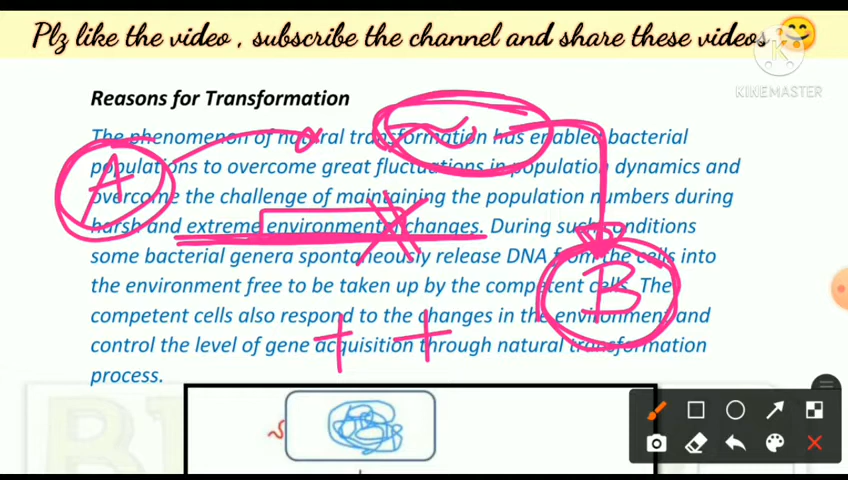 Plz like the video , subscribe the channel and share these videos
KINEMASTER
Reasons for Transformation
The phenomenon of natural transformation has enabled bacterial
populations to overcome great fluctuations in population dynamics and
overcome the challenge of maintaining the population numbers during
harsh and extreme environmental changes. During such conditions
some bacterial genera spontaneously release DNA from the cells into
the environment free to be taken up by the competent cells. The
competent cells also respond to the changes in the environment and
control the level of gene acquisition through natural transformation
process.
A
B
+ +